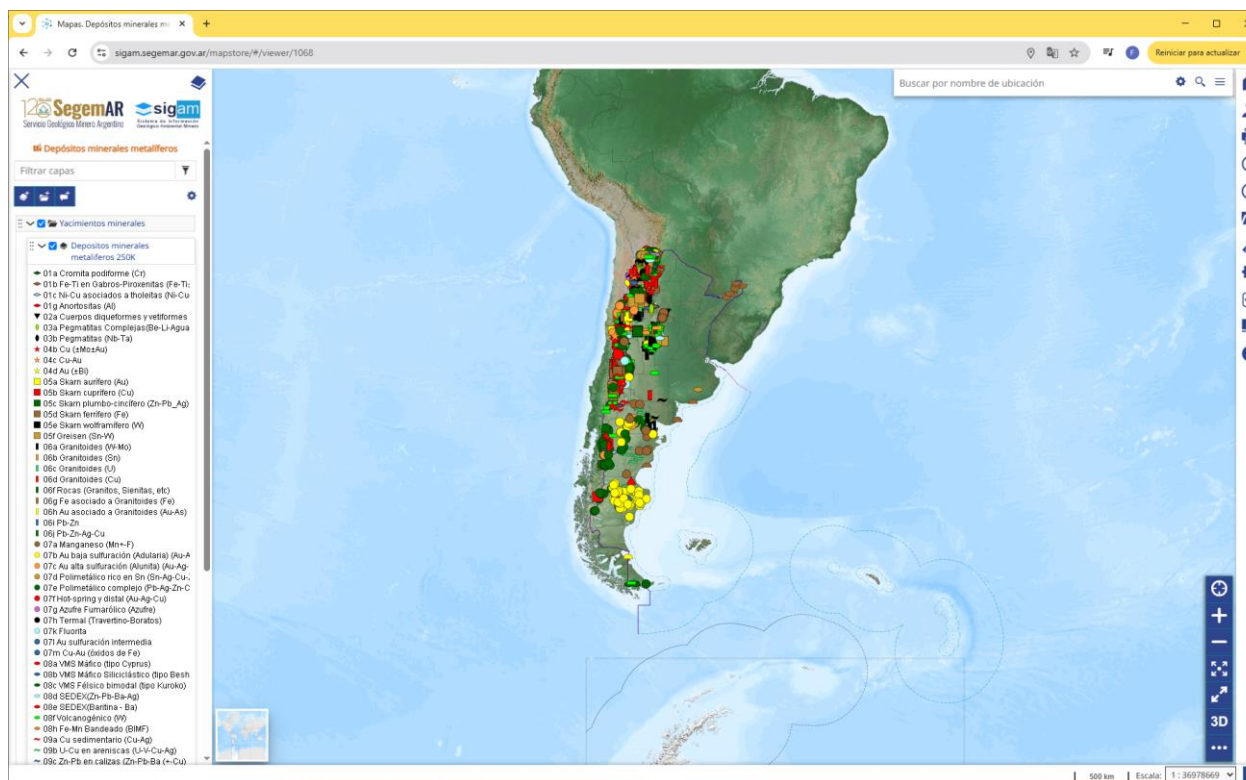 Mapas. Depósitos minerales me
sigam.segemar.gov.ar/mapstore/#/viewer/1068
Reiniciar para actualizar
120 SegemAR
Servicio Geológico Minero Argentino
sigam
Sistema de Información
Geológico Ambiental Minero
Depósitos minerales metalíferos
Filtrar capas
Yacimientos minerales
Depositos minerales
metaliferos 250K
01a Cromita podiforme (Cr)
01b Fe-Ti en Gabros-Piroxenitas (Fe-Ti:
01c Ni-Cu asociados a tholeitas (Ni-Cu
01g Anortositas (Al)
02a Cuerpos diqueformes y vetiformes
03a Pegmatitas Complejas(Be-Li-Agua
03b Pegmatitas (Nb-Ta)
04b Cu (±Mo±Au)
04c Cu-Au
04d Au (±Bi)
05a Skarn aurífero (Au)
05b Skarn cuprífero (Cu)
05c Skarn plumbo-cincífero (Zn-Pb_Ag)
05d Skarn ferrífero (Fe)
05e Skarn wolframífero (W)
05f Greisen (Sn-W)
06a Granitoides (W-Mo)
06b Granitoides (Sn)
06c Granitoides (U)
06d Granitoides (Cu)
06f Rocas (Granitos, Sienitas, etc)
06g Fe asociado a Granitoides (Fe)
06h Au asociado a Granitoides (Au-As)
06i Pb-Zn
06j Pb-Zn-Ag-Cu
07a Manganeso (Mn+-F)
07b Au baja sulfuración (Adularia) (Au-A
07c Au alta sulfuración (Alunita) (Au-Ag-
07d Polimetálico rico en Sn (Sn-Ag-Cu-
07e Polimetálico complejo (Pb-Ag-Zn-C
07f Hot-spring y distal (Au-Ag-Cu)
07g Azufre Fumarólico (Azufre)
07h Termal (Travertino-Boratos)
07k Fluorita
07l Au sulfuración intermedia
07m Cu-Au (óxidos de Fe)
08a VMS Máfico (tipo Cyprus)
08b VMS Máfico Siliciclástico (tipo Besh
08c VMS Félsico bimodal (tipo Kuroko)
08d SEDEX(Zn-Pb-Ba-Ag)
08e SEDEX(Baritina - Ba)
08f Volcanogénico (W)
08h Fe-Mn Bandeado (BIMF)
09a Cu sedimentario (Cu-Ag)
09b U-Cu en areniscas (U-V-Cu-Ag)
09c Zn-Pb en calizas (Zn-Pb-Ba (+-Cu)
Buscar por nombre de ubicación
3D
500 km
Escala:
1 : 36978669